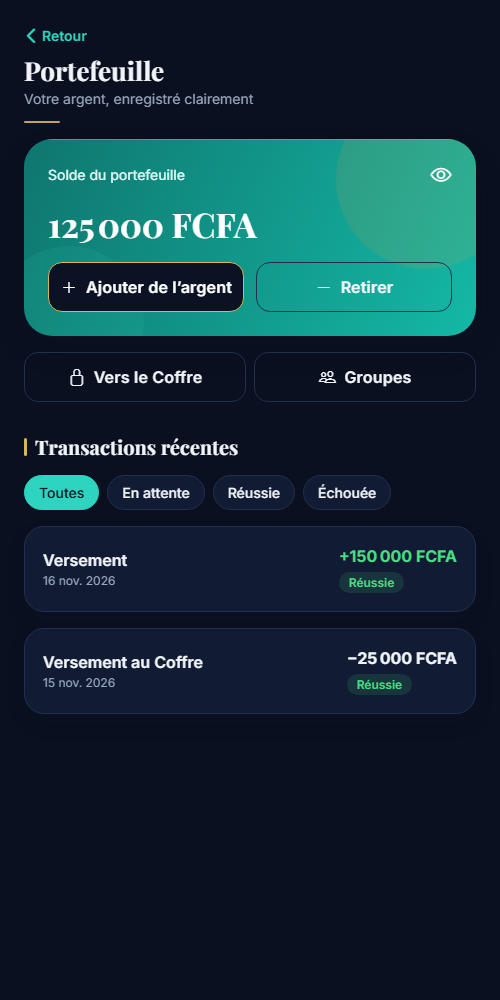 Retour
Portefeuille
Votre argent, enregistré clairement
Solde du portefeuille
125 000 FCFA
+ Ajouter de l’argent
— Retirer
Vers le Coffre
Groupes
Transactions récentes
Toutes
En attente
Réussie
Échouée
Versement
+150 000 FCFA
16 nov. 2026
Réussie
Versement au Coffre
−25 000 FCFA
15 nov. 2026
Réussie